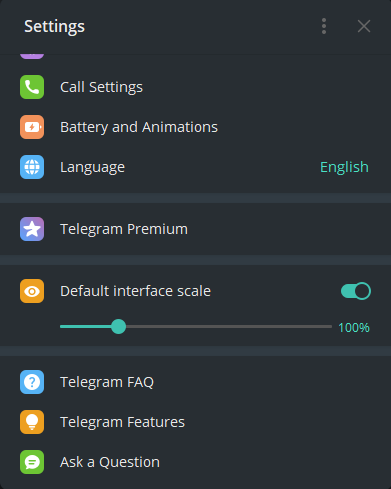 Settings
Call Settings
Battery and Animations
Language English
Telegram Premium
Default interface scale
100%
Telegram FAQ
Telegram Features
Ask a Question